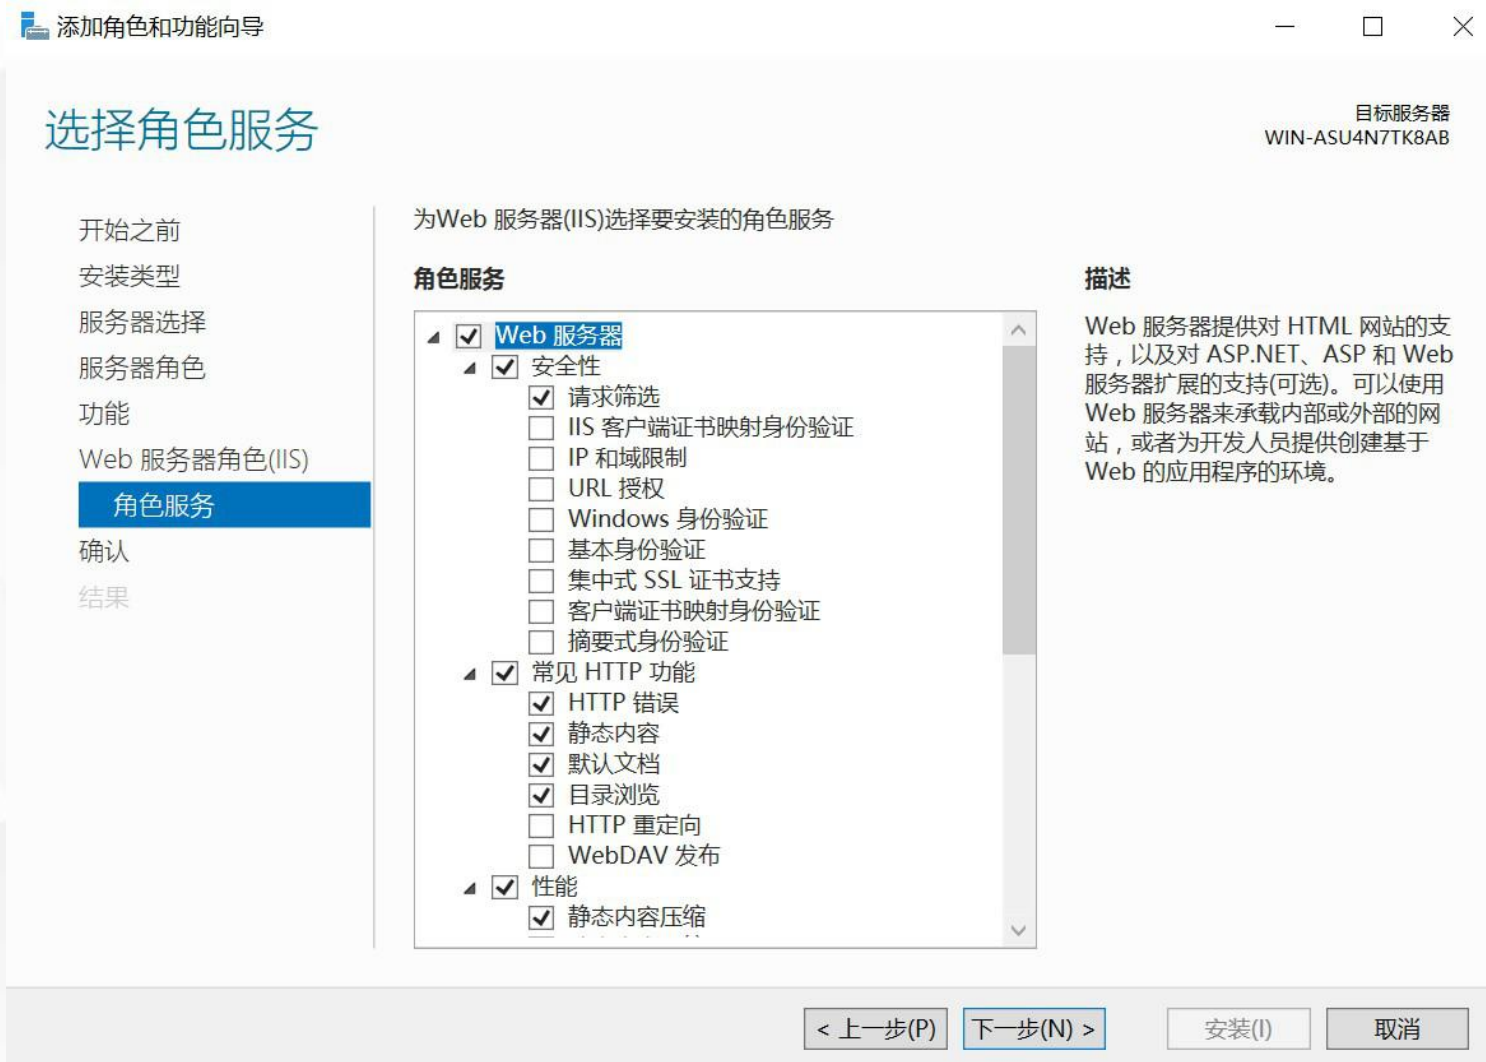 添加角色和功能向导
选择角色服务
目标服务器
WIN-ASU4N7TK8AB
开始之前
安装类型
服务器选择
服务器角色
功能
Web 服务器角色(IIS)
角色服务
确认
结果
为Web 服务器(IIS)选择要安装的角色服务
角色服务
Web 服务器
安全性
请求筛选
IIS 客户端证书映射身份验证
IP 和域限制
URL 授权
Windows 身份验证
基本身份验证
集中式 SSL 证书支持
客户端证书映射身份验证
摘要式身份验证
常见 HTTP 功能
HTTP 错误
静态内容
默认文档
目录浏览
HTTP 重定向
WebDAV 发布
性能
静态内容压缩
描述
Web 服务器提供对 HTML 网站的支
持，以及对 ASP.NET、ASP 和 Web
服务器扩展的支持(可选)。可以使用
Web 服务器来承载内部或外部的网
站，或者为开发人员提供创建基于
Web 的应用程序的环境。
< 上一步(P)
下一步(N) >
安装(I)
取消